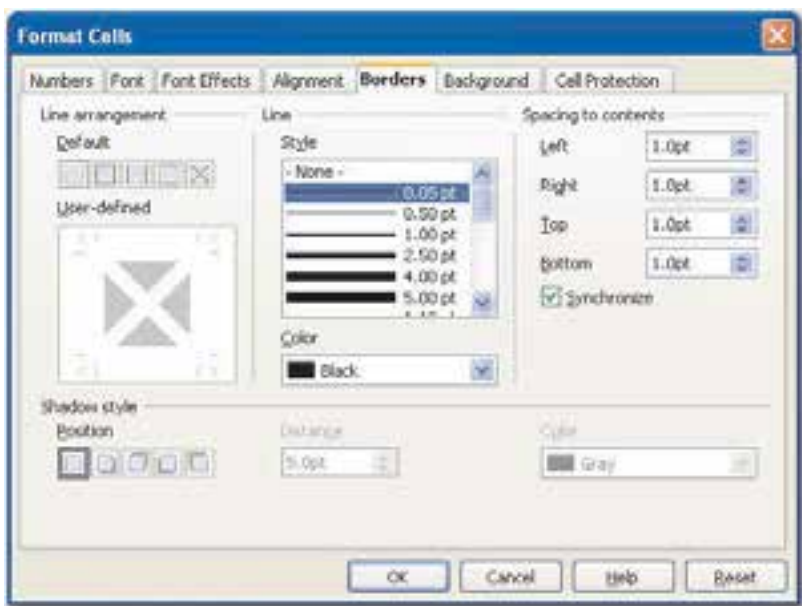 Format Cells
Numbers Font Font Effects Alignment Borders Background Cell Protection
Line arrangement
Default
User-defined
Line
Style
- None -
0.05 pt
0.50 pt
1.00 pt
2.50 pt
4.00 pt
5.00 pt
Color
Black
Spacing to contents
Left 1.0pt
Right 1.0pt
Top 1.0pt
Bottom 1.0pt
Synchronize
Shadow style
Position
Distance
5.0pt
Color
Gray
OK Cancel Help Reset